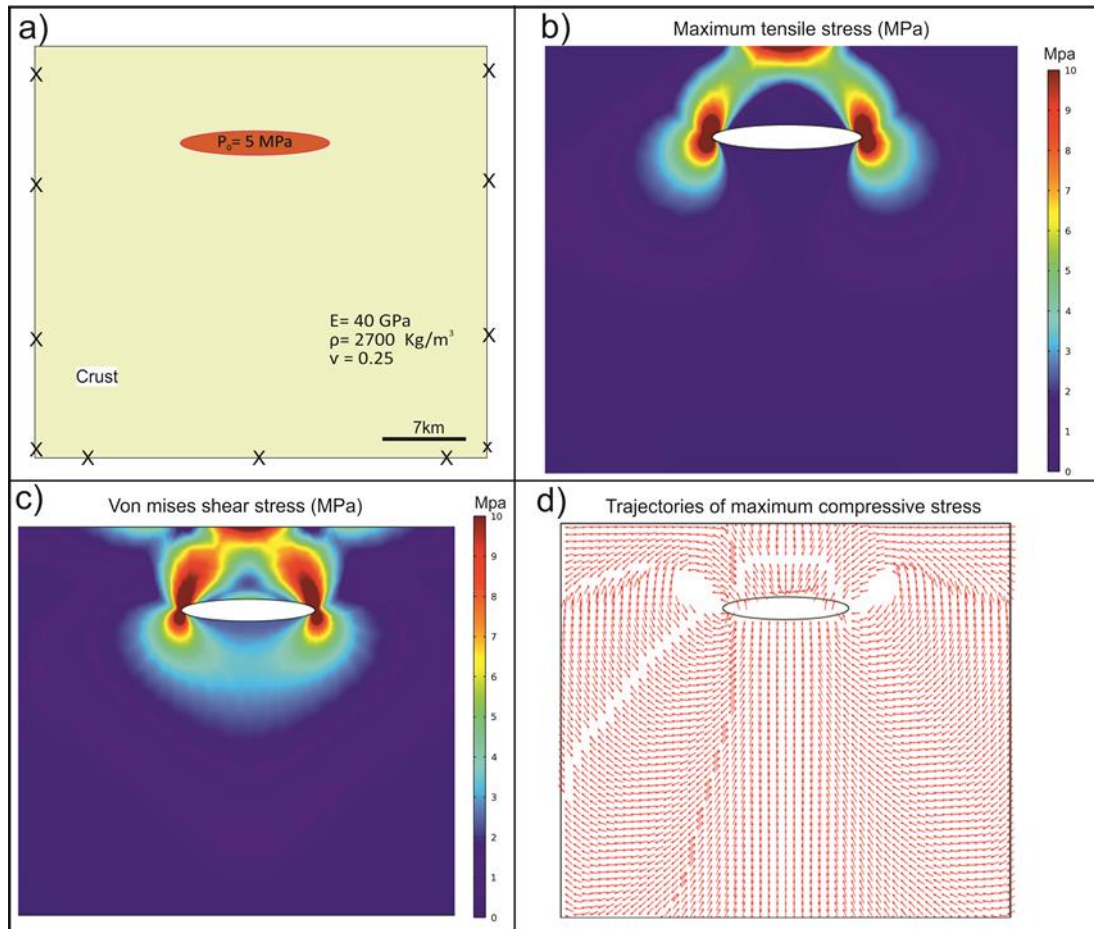 a)
X X
P₀= 5 MPa
X X
E= 40 GPa
ρ= 2700 Kg/m³
ν = 0.25
X X
Crust
7km
X x
X X X
b)
Maximum tensile stress (MPa)
Mpa
10
9
8
7
6
5
4
3
2
1
0
c)
Von mises shear stress (MPa)
Mpa
10
9
8
7
6
5
4
3
2
1
0
d)
Trajectories of maximum compressive stress